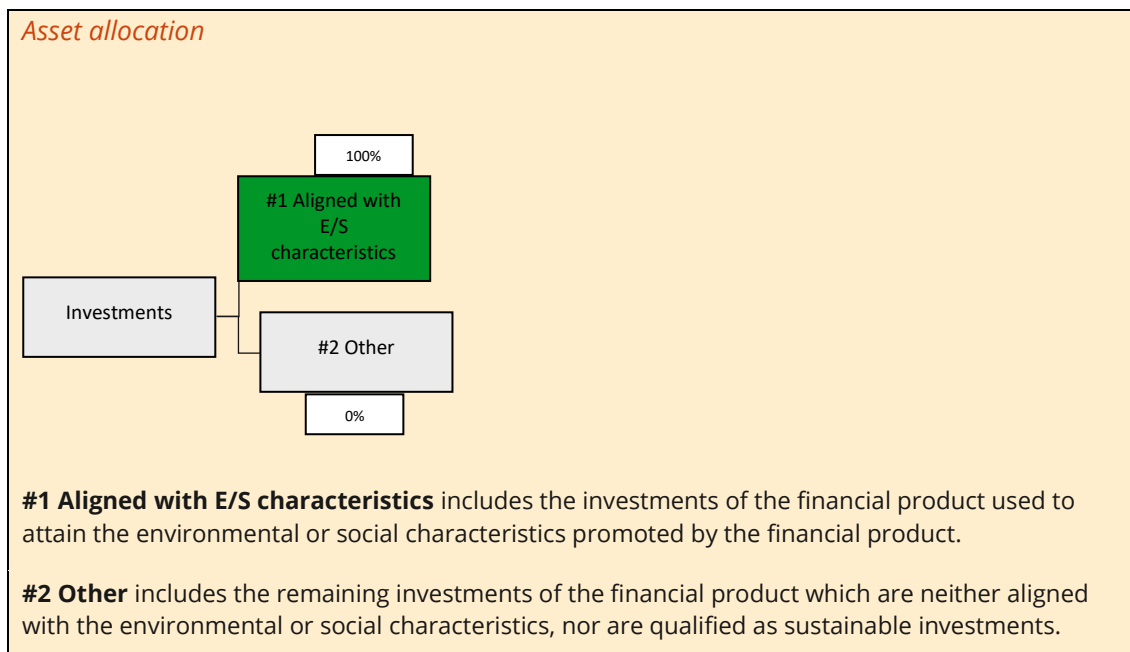 Asset allocation
100%
#1 Aligned with
E/S
characteristics
Investments
#2 Other
0%
#1 Aligned with E/S characteristics includes the investments of the financial product used to
attain the environmental or social characteristics promoted by the financial product.
#2 Other includes the remaining investments of the financial product which are neither aligned
with the environmental or social characteristics, nor are qualified as sustainable investments.